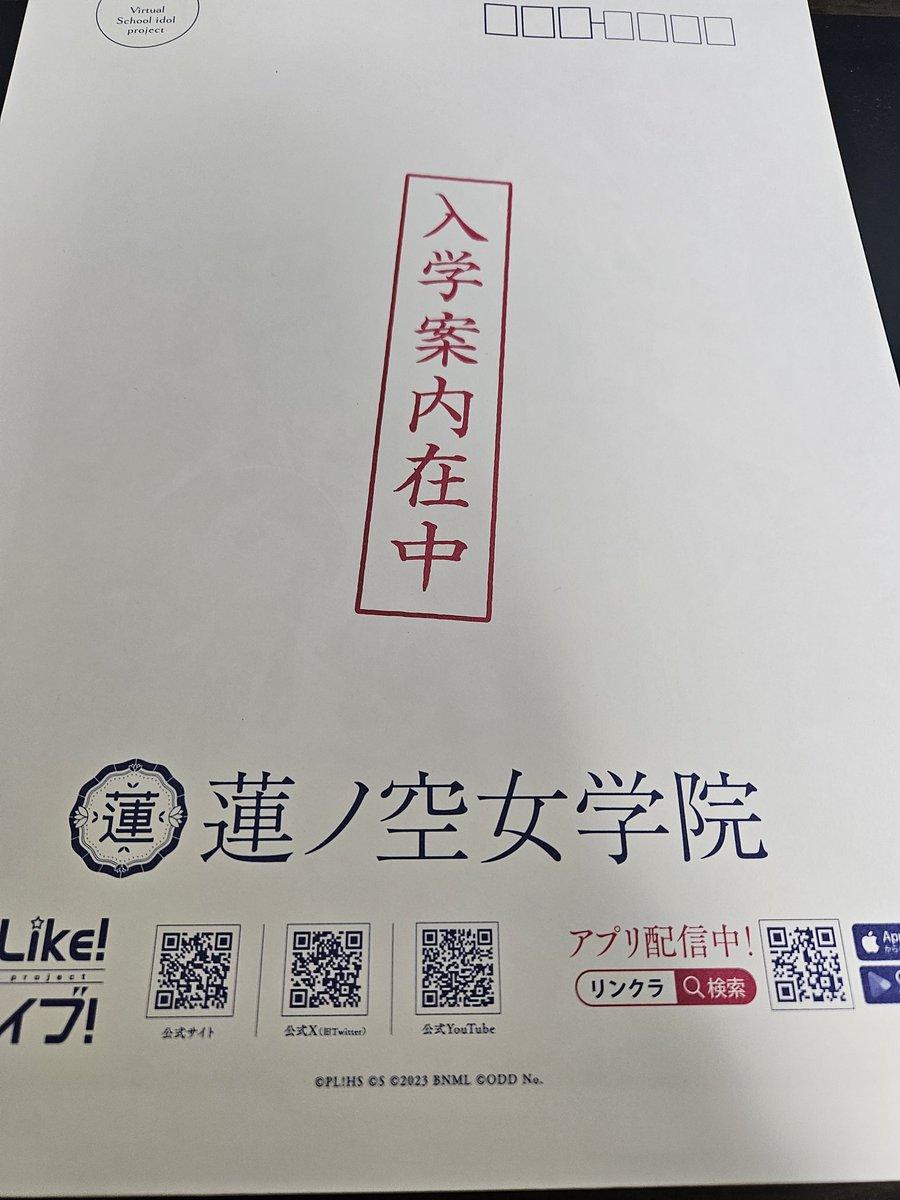 Virtual
School idol
project
入学案内在中
蓮
蓮ノ空女学院
Like!
project
イブ!
公式サイト
公式X(旧Twitter)
公式YouTube
アプリ配信中!
リンクラ 検索
App
から
©PL!HS ©S ©2023 BNML ©ODD No.